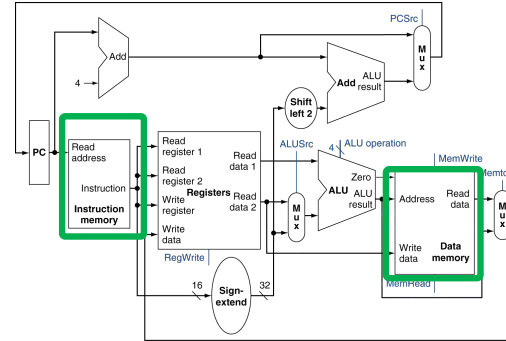 PCSrc
Add
4
Add ALU
result
M
u
x
Shift
left 2
PC
Read
address
Instruction
Instruction
memory
Read
register 1
Read
register 2
Write
register
Write
data
Registers
Read
data 1
Read
data 2
RegWrite
ALUSrc
M
u
x
4
ALU operation
Zero
ALU
ALU
result
MemWrite
Address
Read
data
Write
data
Data
memory
MemRead
Memto
M
u
x
16
Sign-
extend
32